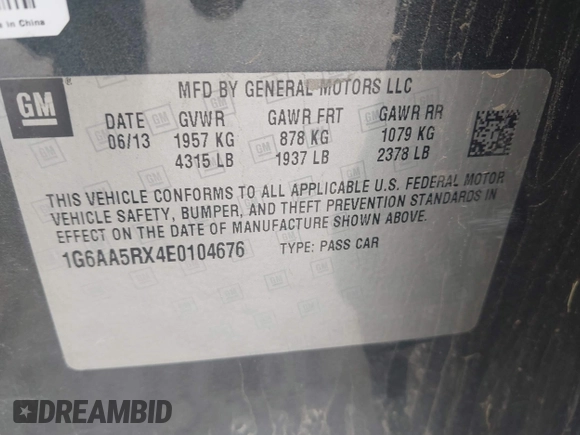 in China
GM
®
MFD BY GENERAL MOTORS LLC
DATE GVWR GAWR FRT GAWR RR
06/13 1957 KG 878 KG 1079 KG
4315 LB 1937 LB 2378 LB
THIS VEHICLE CONFORMS TO ALL APPLICABLE U.S. FEDERAL MOTOR
VEHICLE SAFETY, BUMPER, AND THEFT PREVENTION STANDARDS IN
EFFECT ON THE DATE OF MANUFACTURE SHOWN ABOVE.
1G6AA5RX4E0104676 TYPE: PASS CAR
DREAMBID